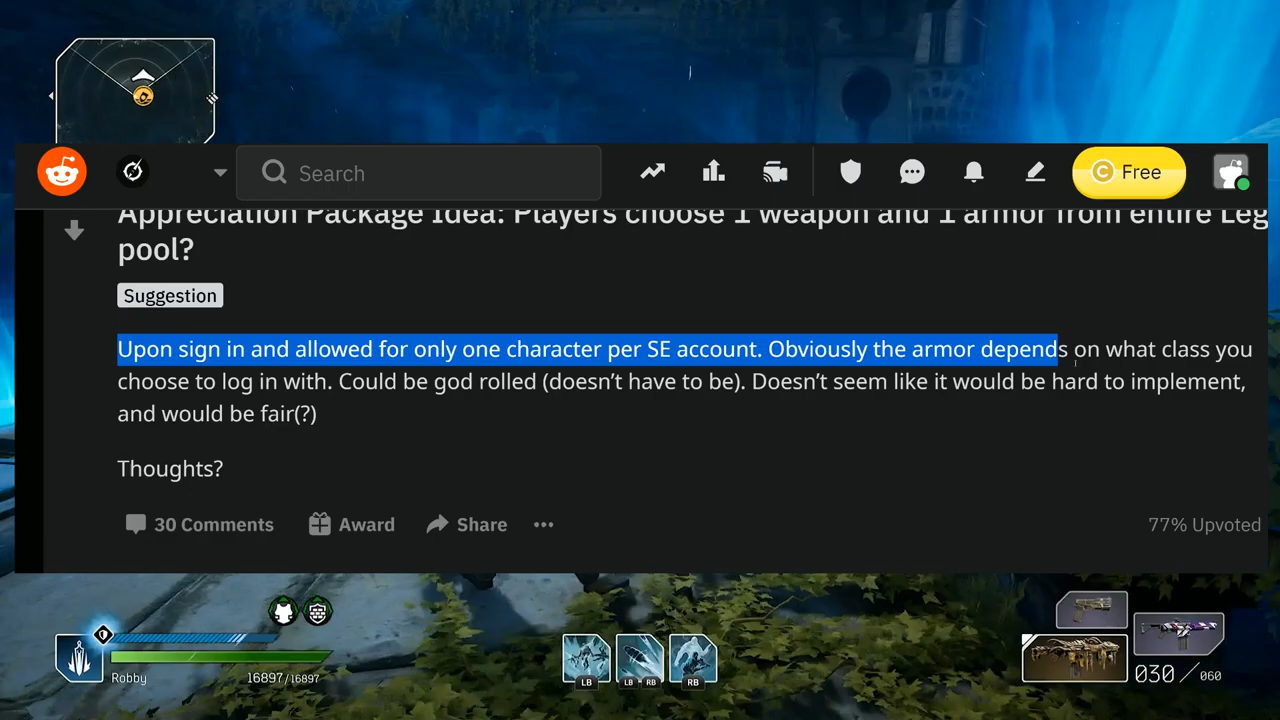 Search
Free
Appreciation Package Idea: Players choose 1 weapon and 1 armor from entire Leg
pool?
Suggestion
Upon sign in and allowed for only one character per SE account. Obviously the armor depends on what class you
choose to log in with. Could be god rolled (doesn’t have to be). Doesn’t seem like it would be hard to implement,
and would be fair(?)
Thoughts?
30 Comments
Award
Share
77% Upvoted
Robby
16897/16897
LB
LB
RB
RB
030 / 060